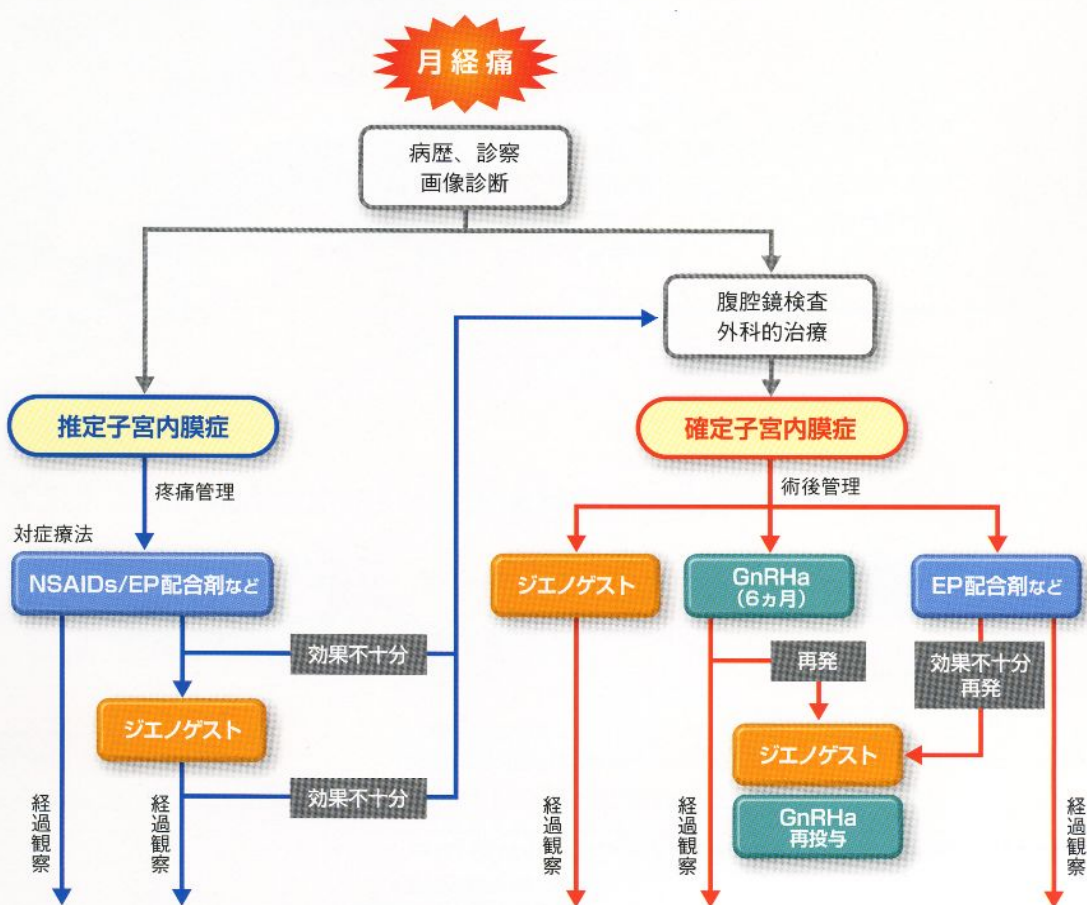 月経痛
病歴、診察
画像診断
腹腔鏡検査
外科的治療
推定子宮内膜症
確定子宮内膜症
疼痛管理
術後管理
対症療法
NSAIDs/EP配合剤など
ジエノゲスト
GnRHa
(6ヵ月)
EP配合剤など
効果不十分
再発
効果不十分
再発
ジエノゲスト
ジエノゲスト
効果不十分
GnRHa
再投与
経過観察
経過観察
経過観察
経過観察
経過観察